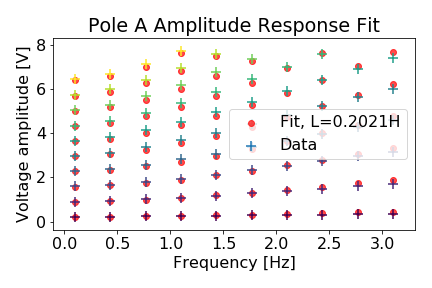 Pole A Amplitude Response Fit
Voltage amplitude [V]
8
6
4
2
0
Fit, L=0.2021H
Data
0.0 0.5 1.0 1.5 2.0 2.5 3.0
Frequency [Hz]